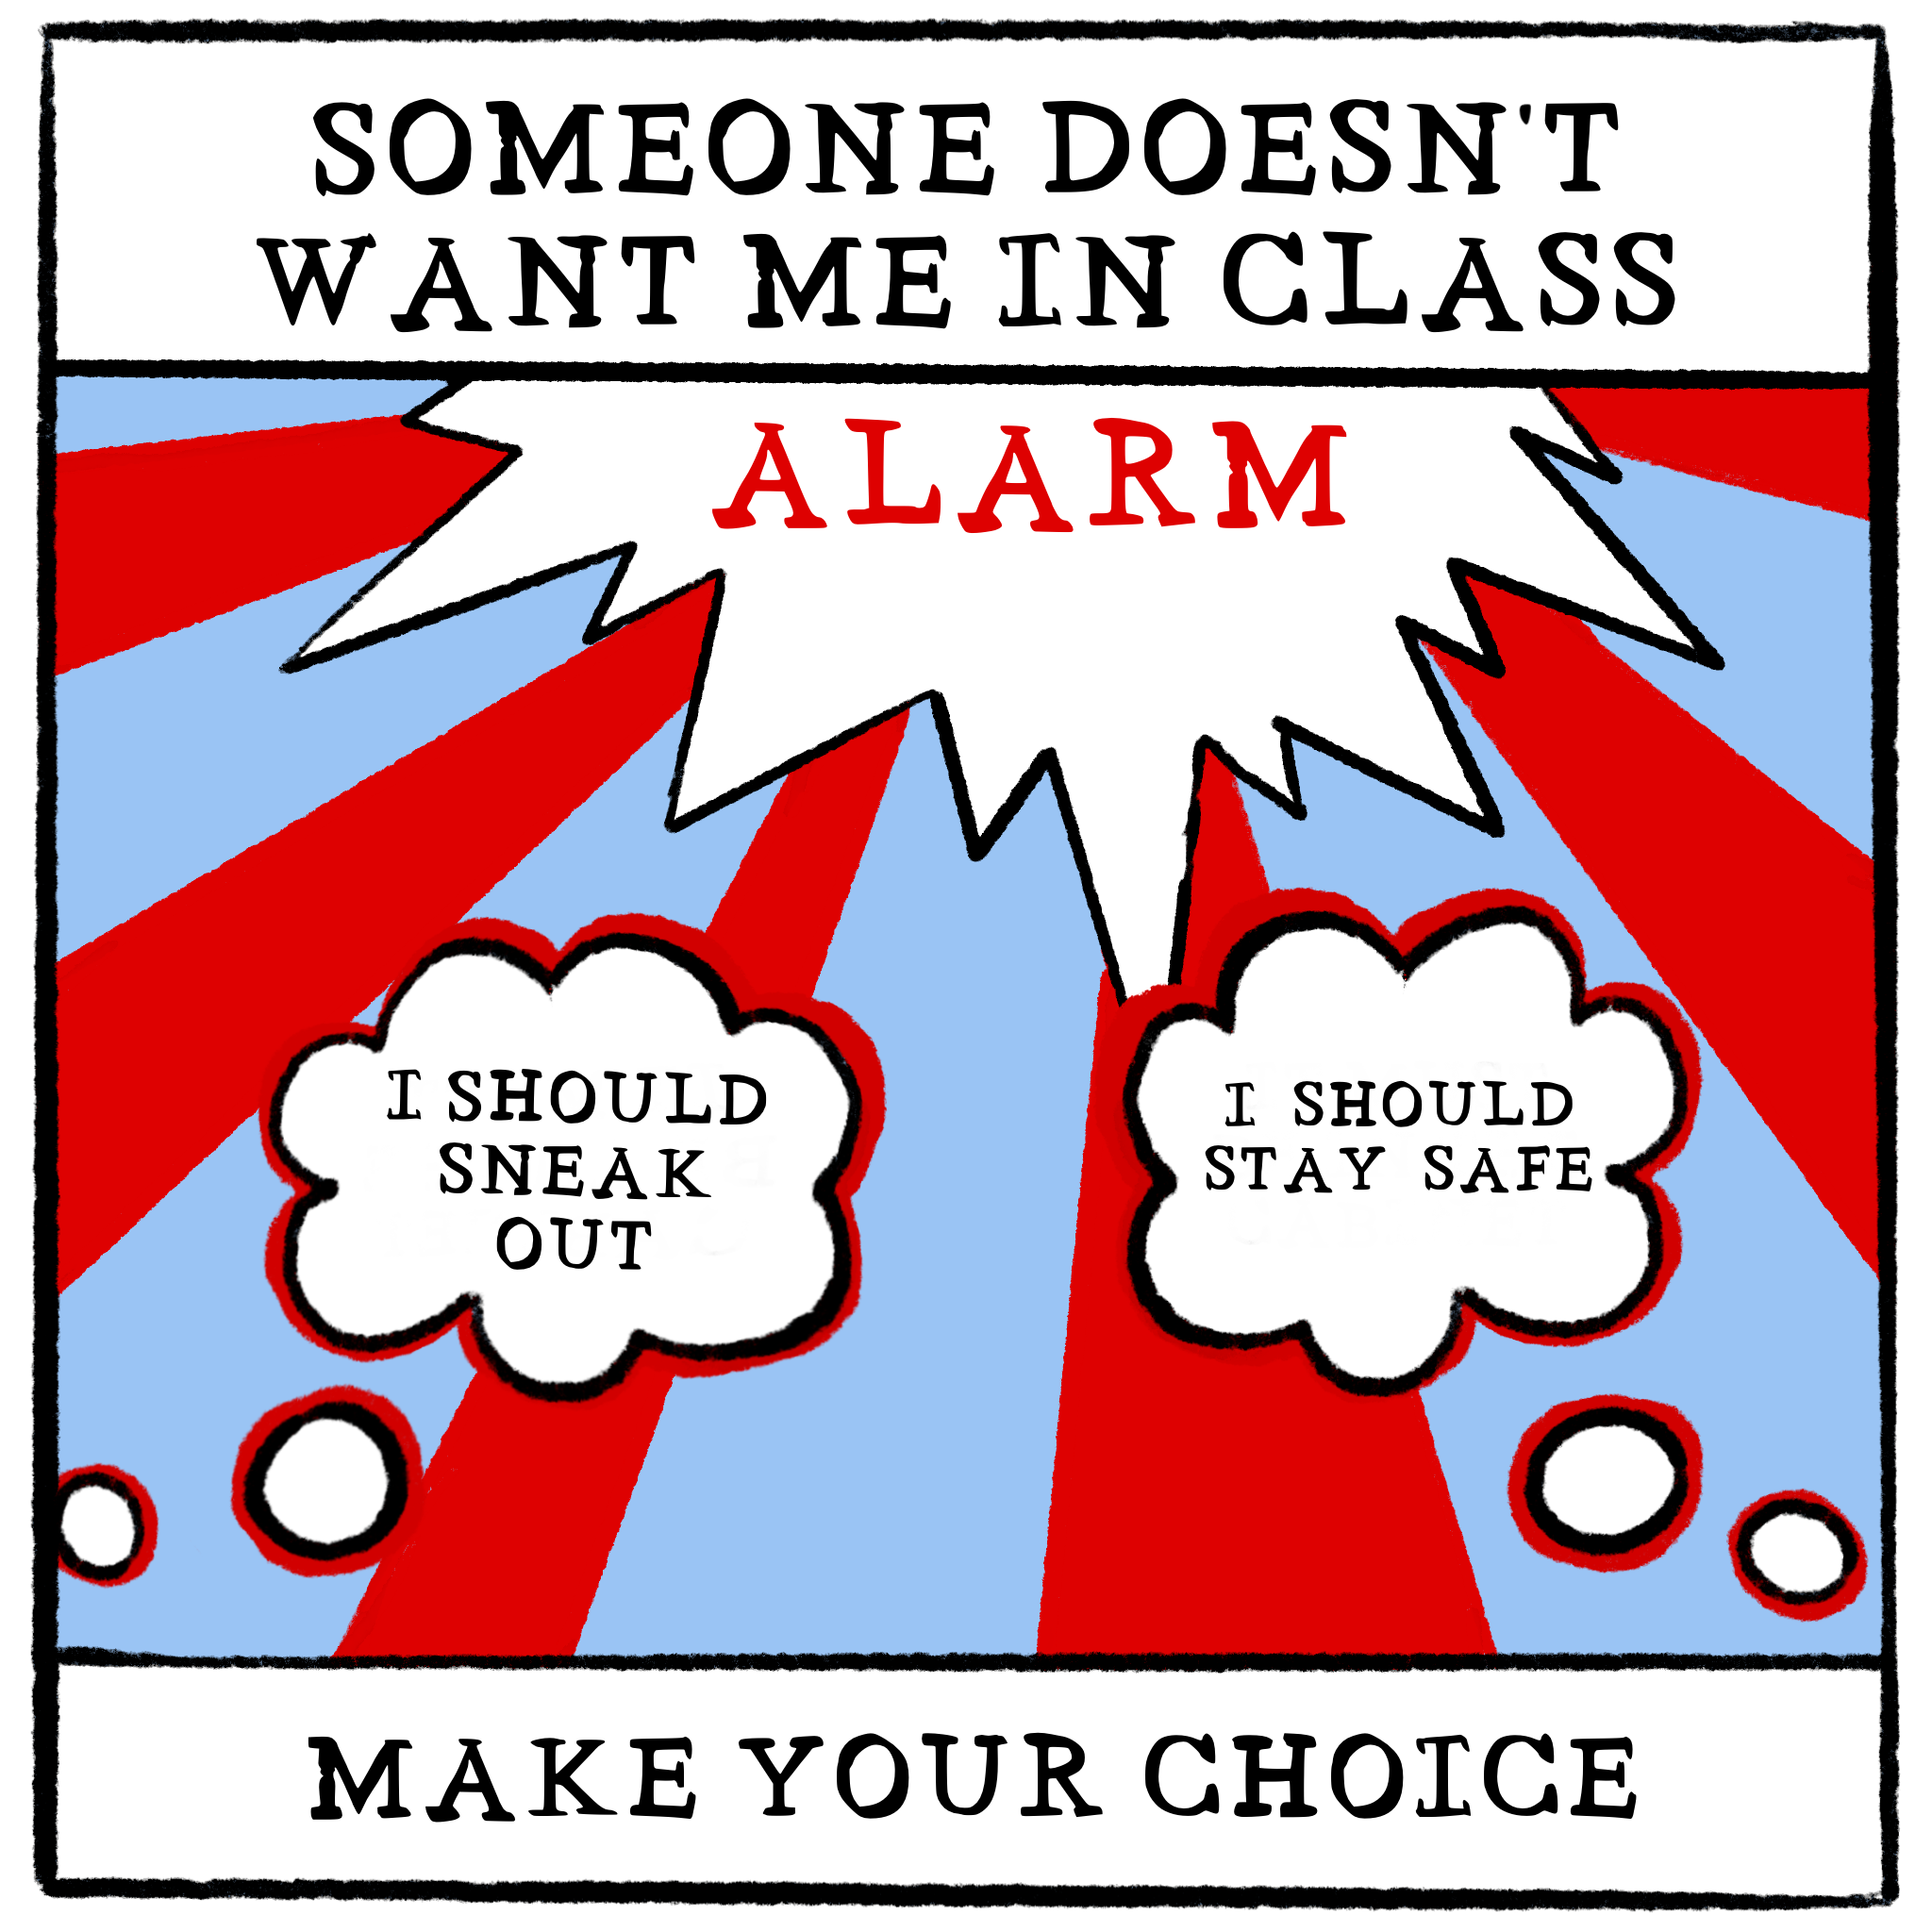 SOMEONE DOESN'T
WANT ME IN CLASS
ALARM
I SHOULD
SNEAK
OUT
I SHOULD
STAY SAFE
MAKE YOUR CHOICE